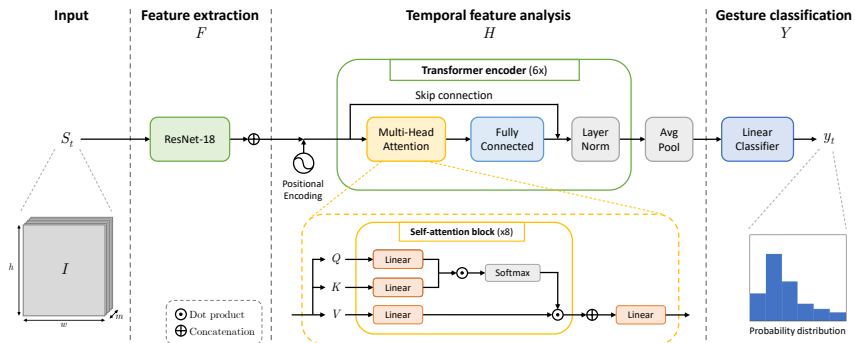 Input
Feature extraction
F
Temporal feature analysis
H
Gesture classification
Y
Transformer encoder (6x)
Skip connection
S_t
ResNet-18
Multi-Head
Attention
Fully
Connected
Layer
Norm
Avg
Pool
Linear
Classifier
y_t
Positional
Encoding
Self-attention block (x8)
Q
Linear
Softmax
K
Linear
V
Linear
Linear
h
I
w
m
Dot product
Concatenation
Probability distribution